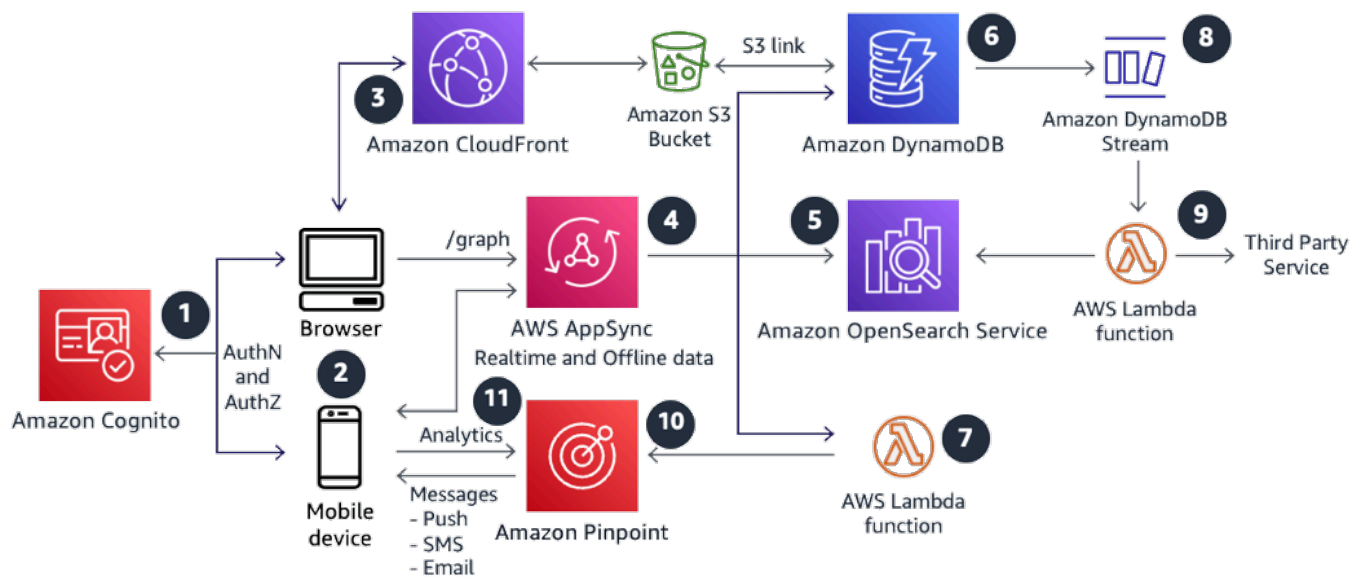 3
Amazon CloudFront
Amazon S3
Bucket
S3 link
6
Amazon DynamoDB
8
Amazon DynamoDB
Stream
1
AuthN
and
AuthZ
Amazon Cognito
Browser
/graph
4
AWS AppSync
Realtime and Offline data
5
Amazon OpenSearch Service
9
AWS Lambda
function
Third Party
Service
2
Mobile
device
11
Analytics
Messages
- Push
- SMS
- Email
Amazon Pinpoint
10
7
AWS Lambda
function